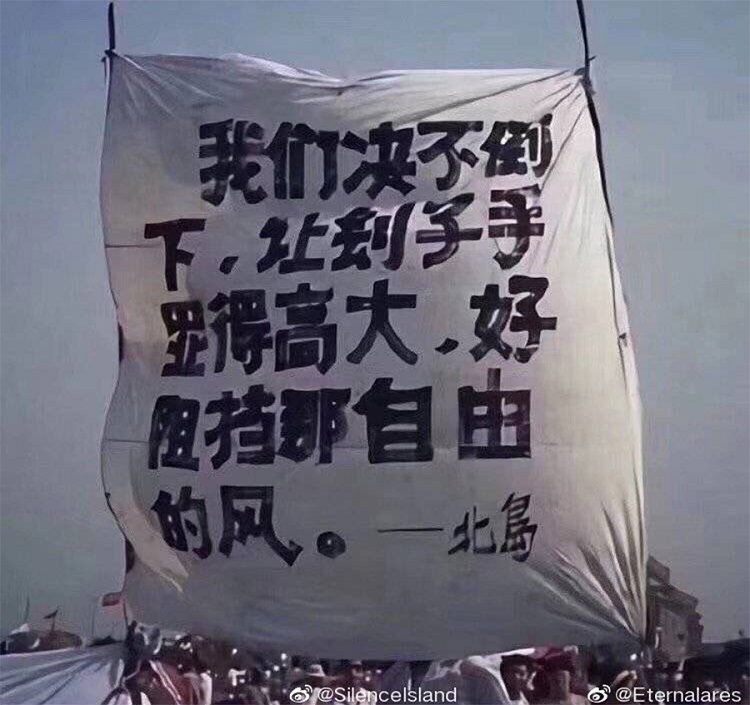 我们决不倒
下，让刽子手
显得高大，好
阻挡那自由
的风。——北島
@SilenceIsland
@Eternalares